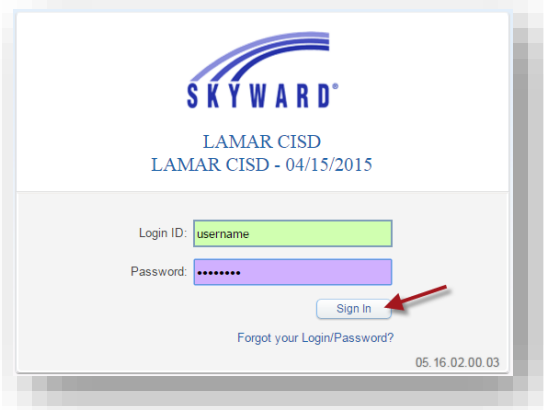 SKYWARD®
LAMAR CISD
LAMAR CISD - 04/15/2015
Login ID: username
Password: ••••••••
Sign In
Forgot your Login/Password?
05.16.02.00.03